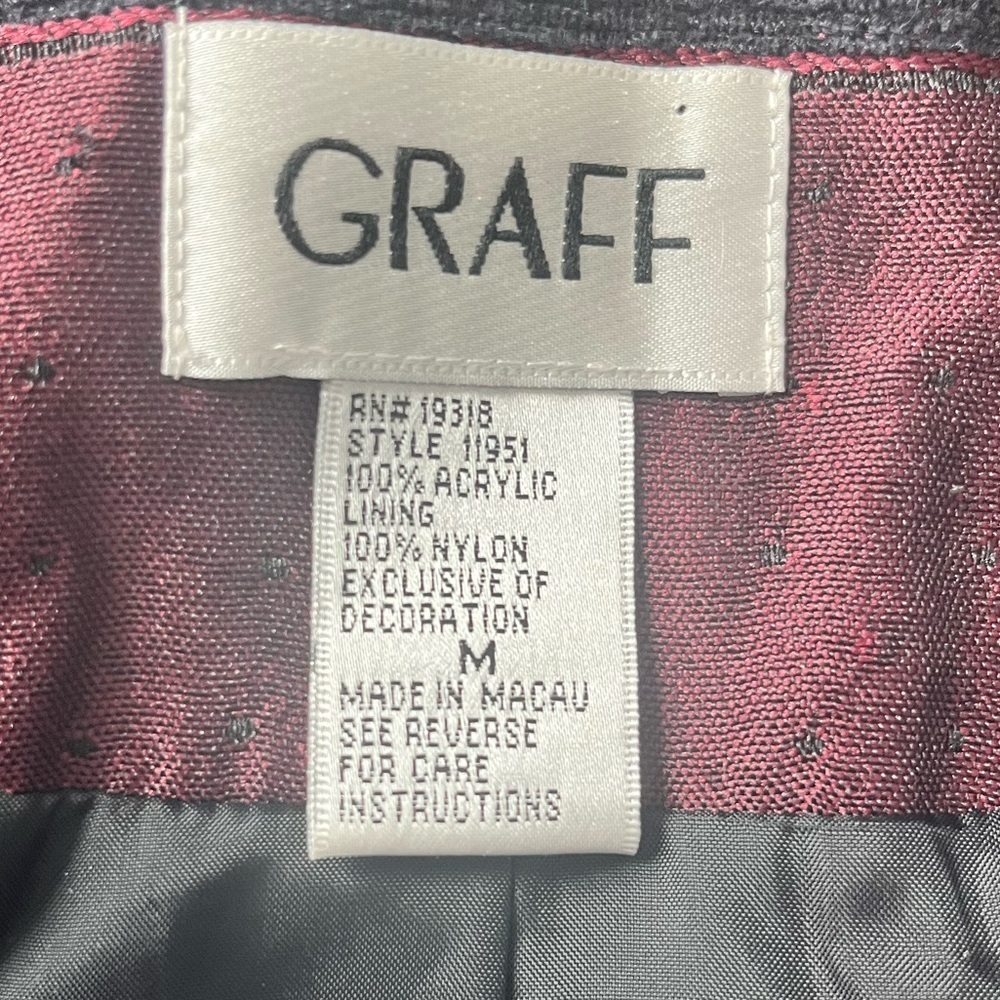 GRAFF
RN# 19318
STYLE 11951
100% ACRYLIC
LINING
100% NYLON
EXCLUSIVE OF
DECORATION
M
MADE IN MACAU
SEE REVERSE
FOR CARE
INSTRUCTIONS